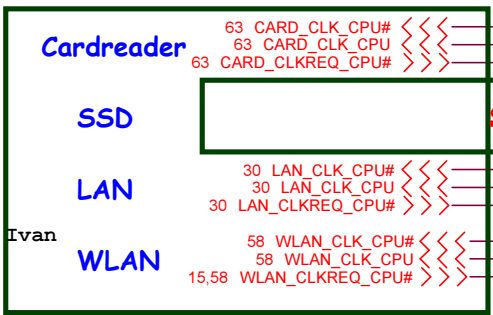 Cardreader
63 CARD_CLK_CPU#
63 CARD_CLK_CPU
63 CARD_CLKREQ_CPU#
SSD
LAN
30 LAN_CLK_CPU#
30 LAN_CLK_CPU
30 LAN_CLKREQ_CPU#
Ivan
WLAN
58 WLAN_CLK_CPU#
58 WLAN_CLK_CPU
15,58 WLAN_CLKREQ_CPU#